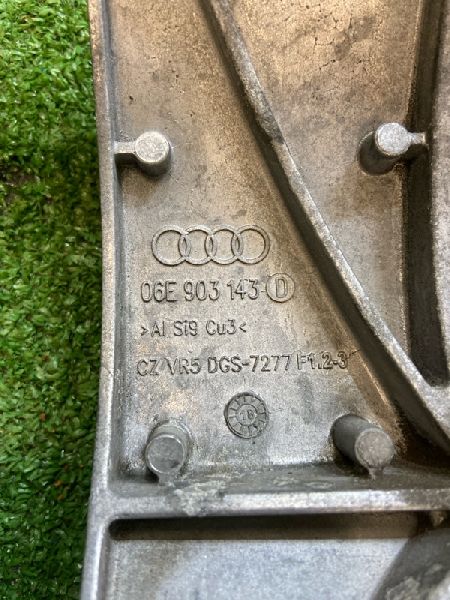 06E 903 143 D
>Al Si9 Cu3<
CZ VR5 DGS-7277 F1.2-3